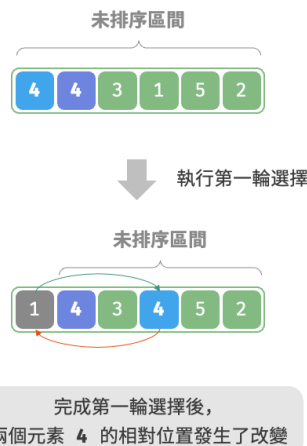 未排序區間
4 4 3 1 5 2
執行第一輪選擇
未排序區間
1 4 3 4 5 2
完成第一輪選擇後，
個元素 4 的相對位置發生了改變